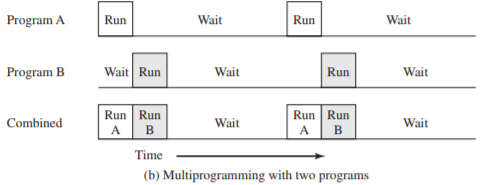 Program A Run Wait Run Wait
Program B Wait Run Wait Run Wait
Combined Run A Run B Wait Run A Run B Wait
Time
(b) Multiprogramming with two programs